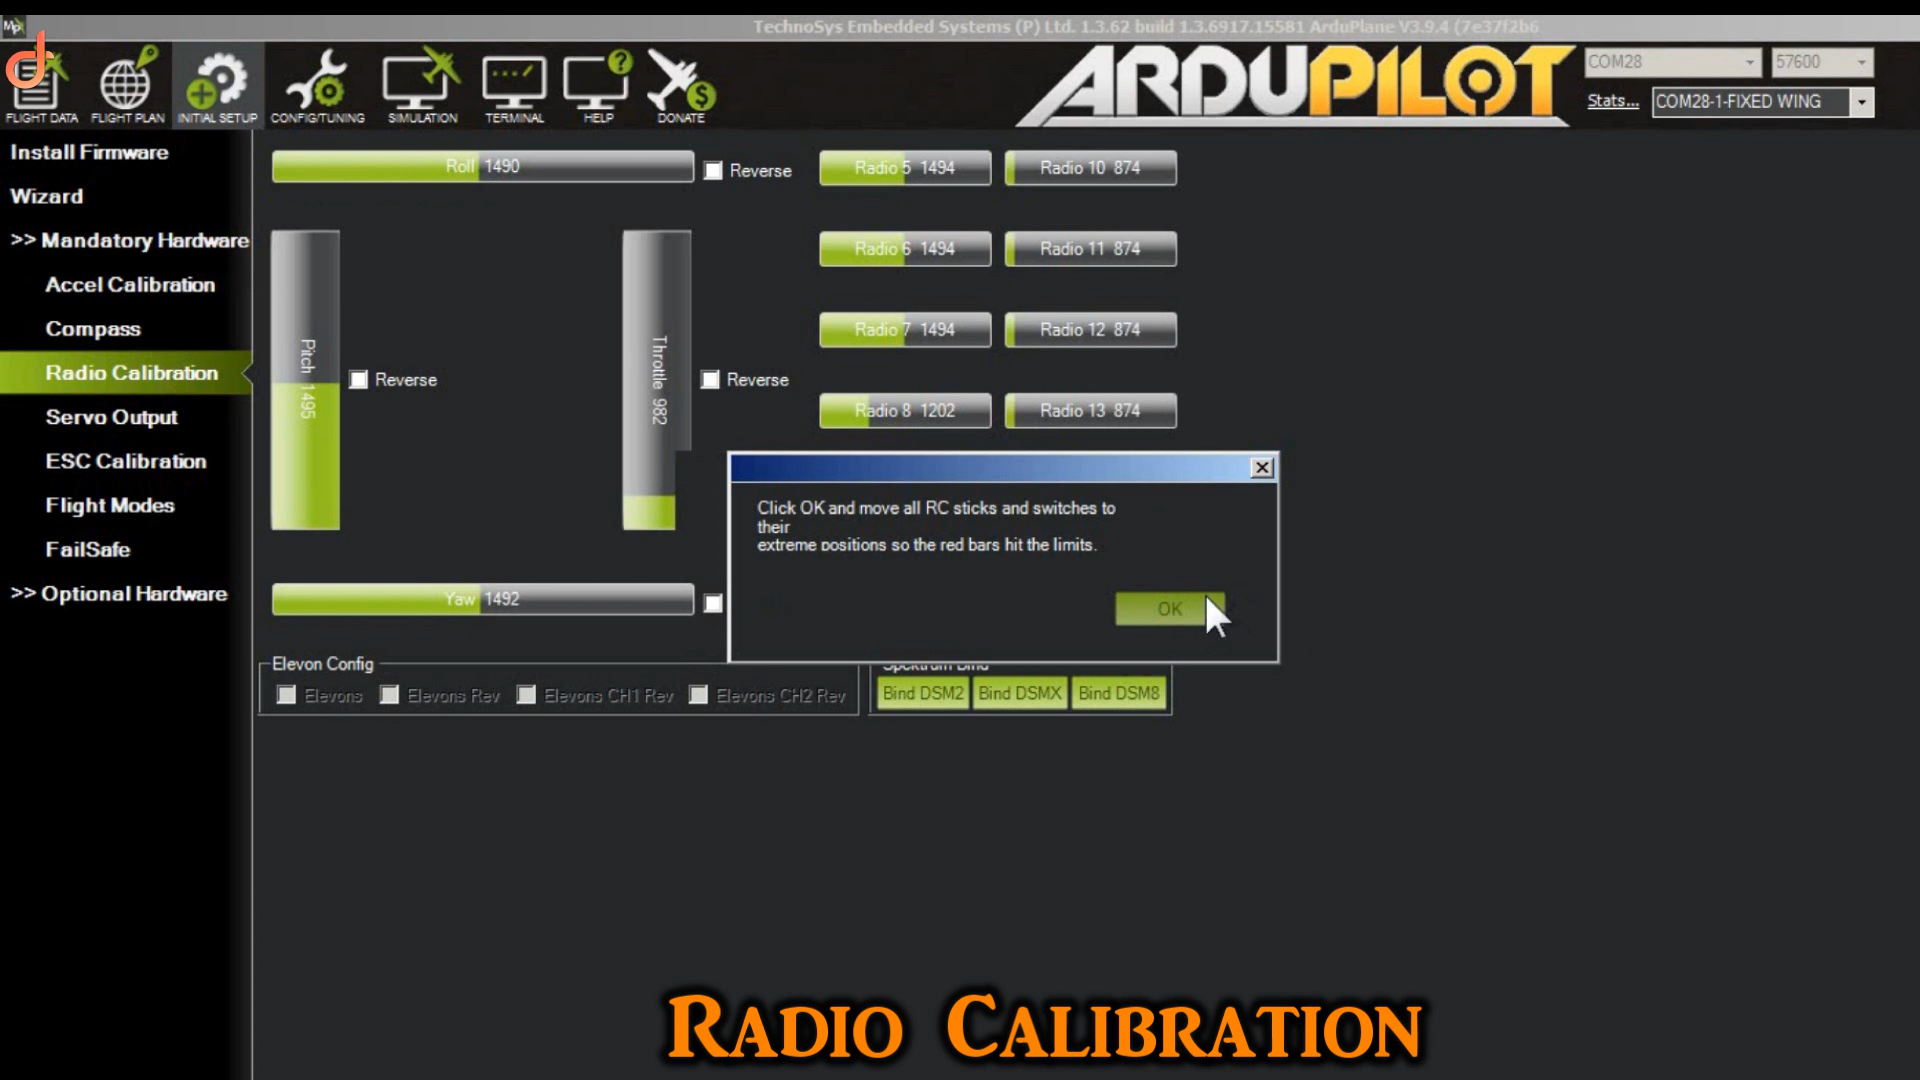 Mp
TechnoSys Embedded Systems (P) Ltd. 1.3.62 build 1.3.6917.15581 ArduPlane V3.9.4 (7e37f2b6
FLIGHT DATA
FLIGHT PLAN
INITIAL SETUP
CONFIG/TUNING
SIMULATION
TERMINAL
HELP
DONATE
ARDUPILOT
COM28
57600
Stats...
COM28-1-FIXED WING
Install Firmware
Wizard
>> Mandatory Hardware
Accel Calibration
Compass
Radio Calibration
Servo Output
ESC Calibration
Flight Modes
FailSafe
>> Optional Hardware
Roll 1490
Reverse
Pitch 1495
Reverse
Throttle 982
Reverse
Yaw 1492
Radio 5 1494
Radio 10 874
Radio 6 1494
Radio 11 874
Radio 7 1494
Radio 12 874
Radio 8 1202
Radio 13 874
Click OK and move all RC sticks and switches to
their
extreme positions so the red bars hit the limits.
OK
Elevon Config
Elevons
Elevons Rev
Elevons CH1 Rev
Elevons CH2 Rev
Spektrum Bind
Bind DSM2
Bind DSMX
Bind DSM8
Radio Calibration